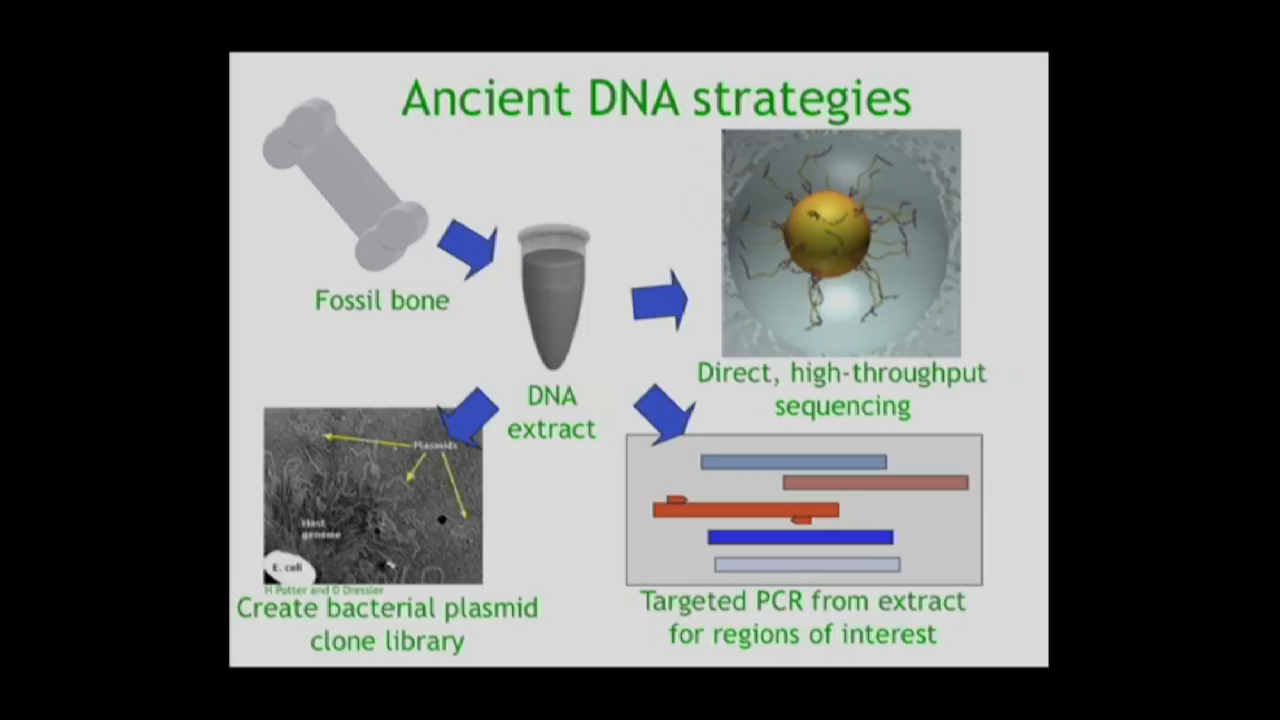 Ancient DNA strategies
Fossil bone
DNA
extract
Direct, high-throughput
sequencing
Plasmids
Host
genome
E. coli
H Potter and D Dressler
Create bacterial plasmid
clone library
Targeted PCR from extract
for regions of interest